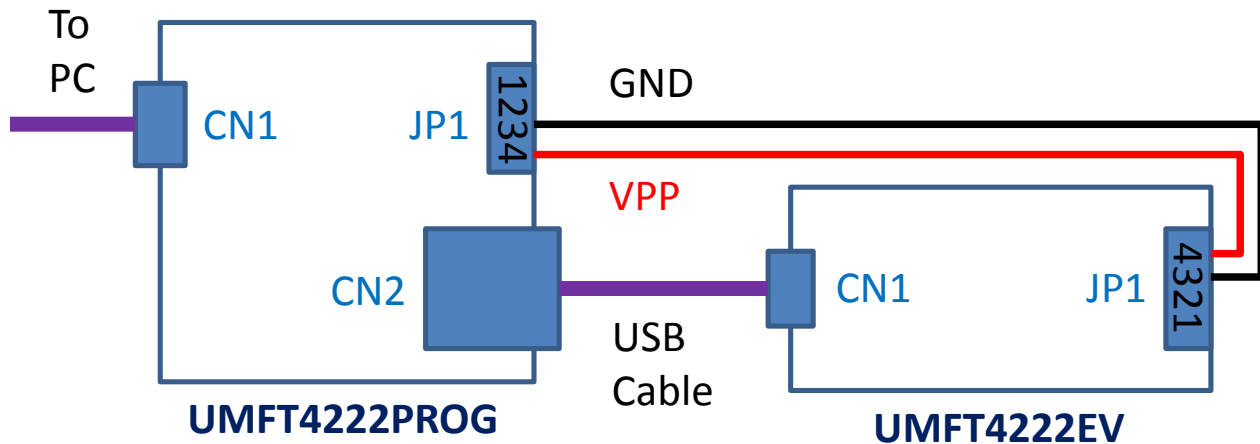 To
PC
CN1
JP1
1234
GND
VPP
CN2
USB
Cable
CN1
JP1
4321
UMFT4222PROG
UMFT4222EV